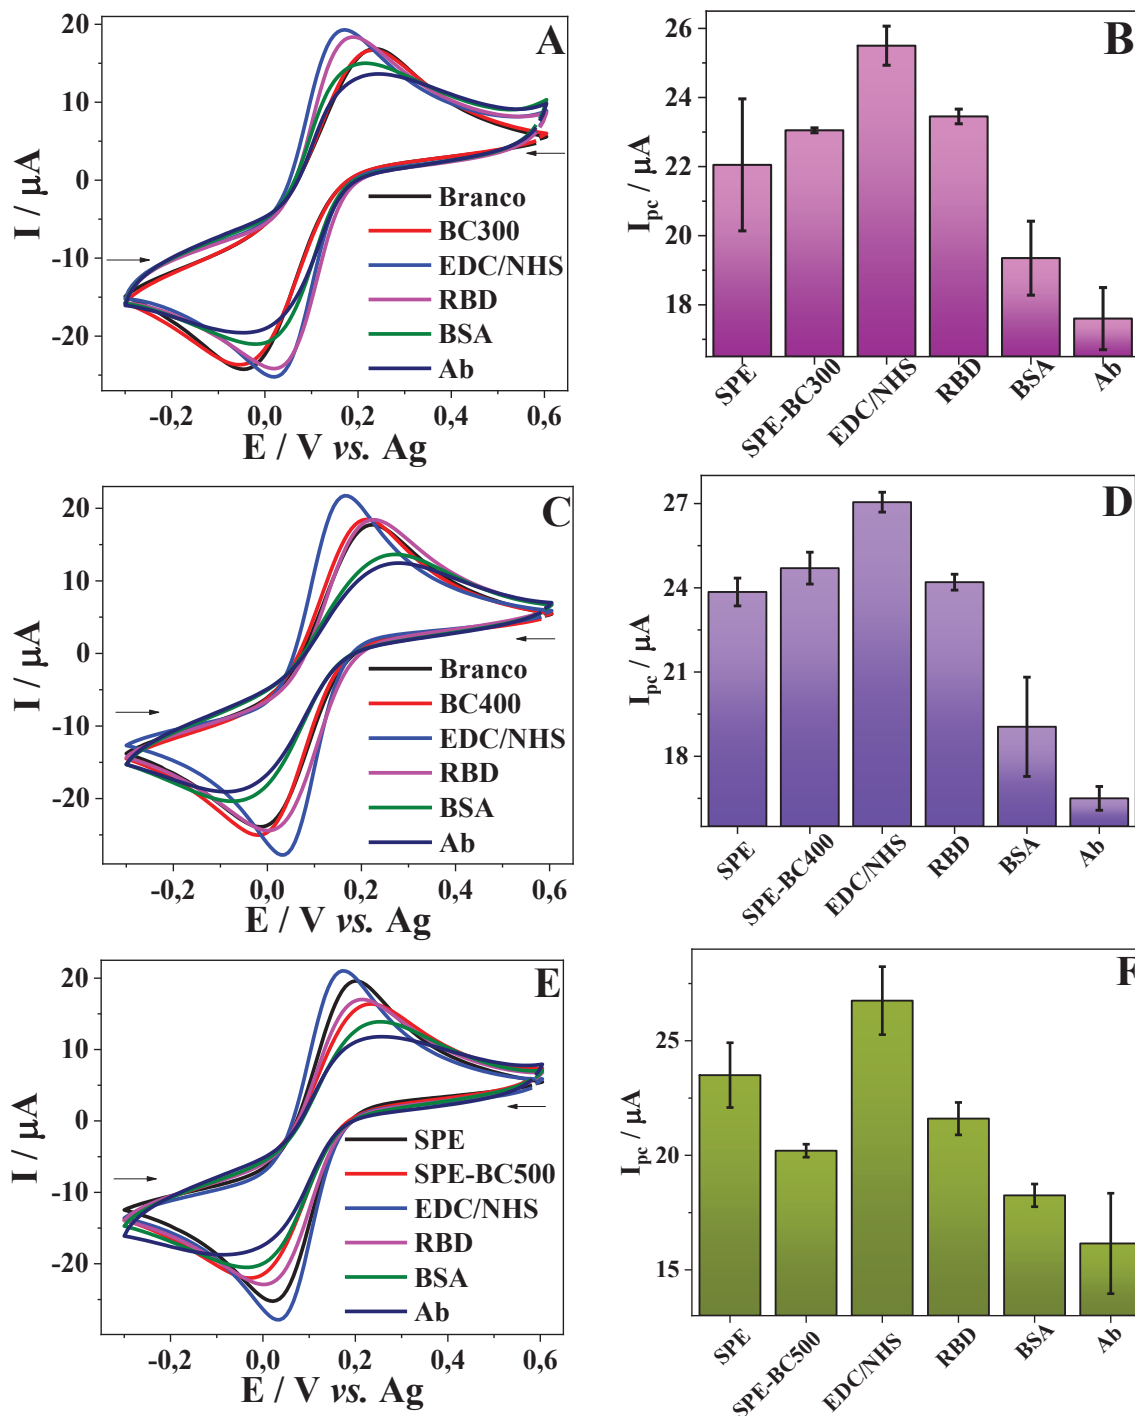 A
I / µA
20
10
0
-10
-20
Branco
BC300
EDC/NHS
RBD
BSA
Ab
-0,2
0,0
0,2
0,4
0,6
E / V vs. Ag
B
Ipc / µA
26
24
22
20
18
SPE
SPE-BC300
EDC/NHS
RBD
BSA
Ab
C
I / µA
20
10
0
-10
-20
Branco
BC400
EDC/NHS
RBD
BSA
Ab
-0,2
0,0
0,2
0,4
0,6
E / V vs. Ag
D
Ipc / µA
27
24
21
18
SPE
SPE-BC400
EDC/NHS
RBD
BSA
Ab
E
I / µA
20
10
0
-10
-20
SPE
SPE-BC500
EDC/NHS
RBD
BSA
Ab
-0,2
0,0
0,2
0,4
0,6
E / V vs. Ag
F
Ipc / µA
25
20
15
SPE
SPE-BC500
EDC/NHS
RBD
BSA
Ab